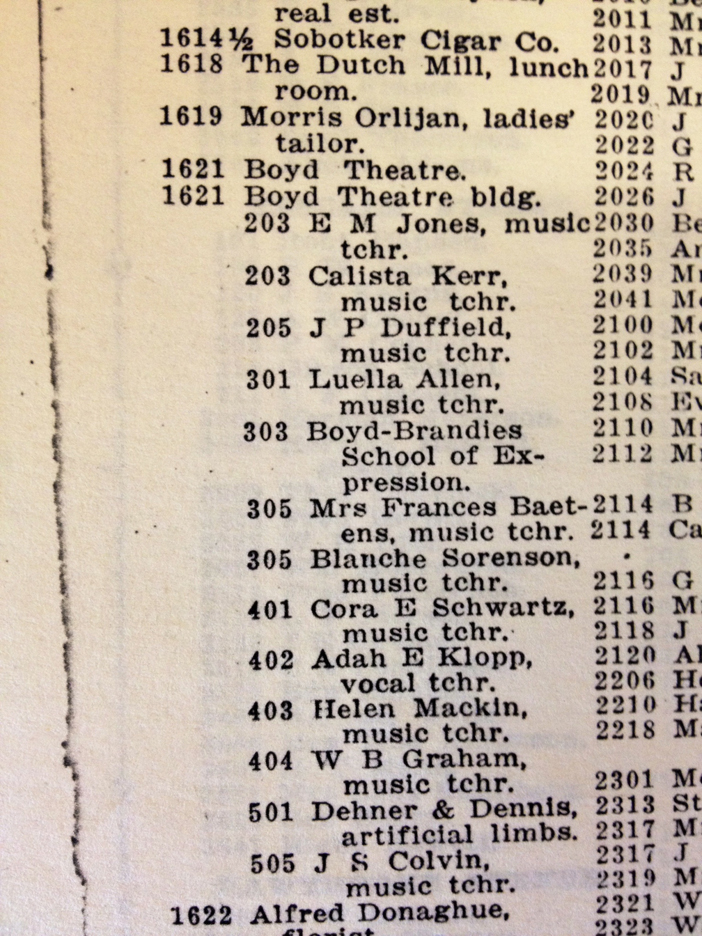 real est.
1614½ Sobotker Cigar Co.
1618 The Dutch Mill, lunch
room.
1619 Morris Orlijan, ladies'
tailor.
1621 Boyd Theatre.
1621 Boyd Theatre bldg.
203 E M Jones, music
tchr.
203 Calista Kerr,
music tchr.
205 J P Duffield,
music tchr.
301 Luella Allen,
music tchr.
303 Boyd-Brandies
School of Ex-
pression.
305 Mrs Frances Baet-
ens, music tchr.
305 Blanche Sorenson,
music tchr.
401 Cora E Schwartz,
music tchr.
402 Adah E Klopp,
vocal tchr.
403 Helen Mackin,
music tchr.
404 W B Graham,
music tchr.
501 Dehner & Dennis,
artificial limbs.
505 J S Colvin,
music tchr.
1622 Alfred Donaghue,
florist
2011
2013
2017 J
2019
2020 J
2022 G
2024 R
2026 J
2030
2035
2039
2041
2100
2102
2104
2108
2110
2112
2114 B
2114
2116 G
2116
2118 J
2120
2206
2210
2218
2301
2313
2317
2317 J
2319
2321
2323